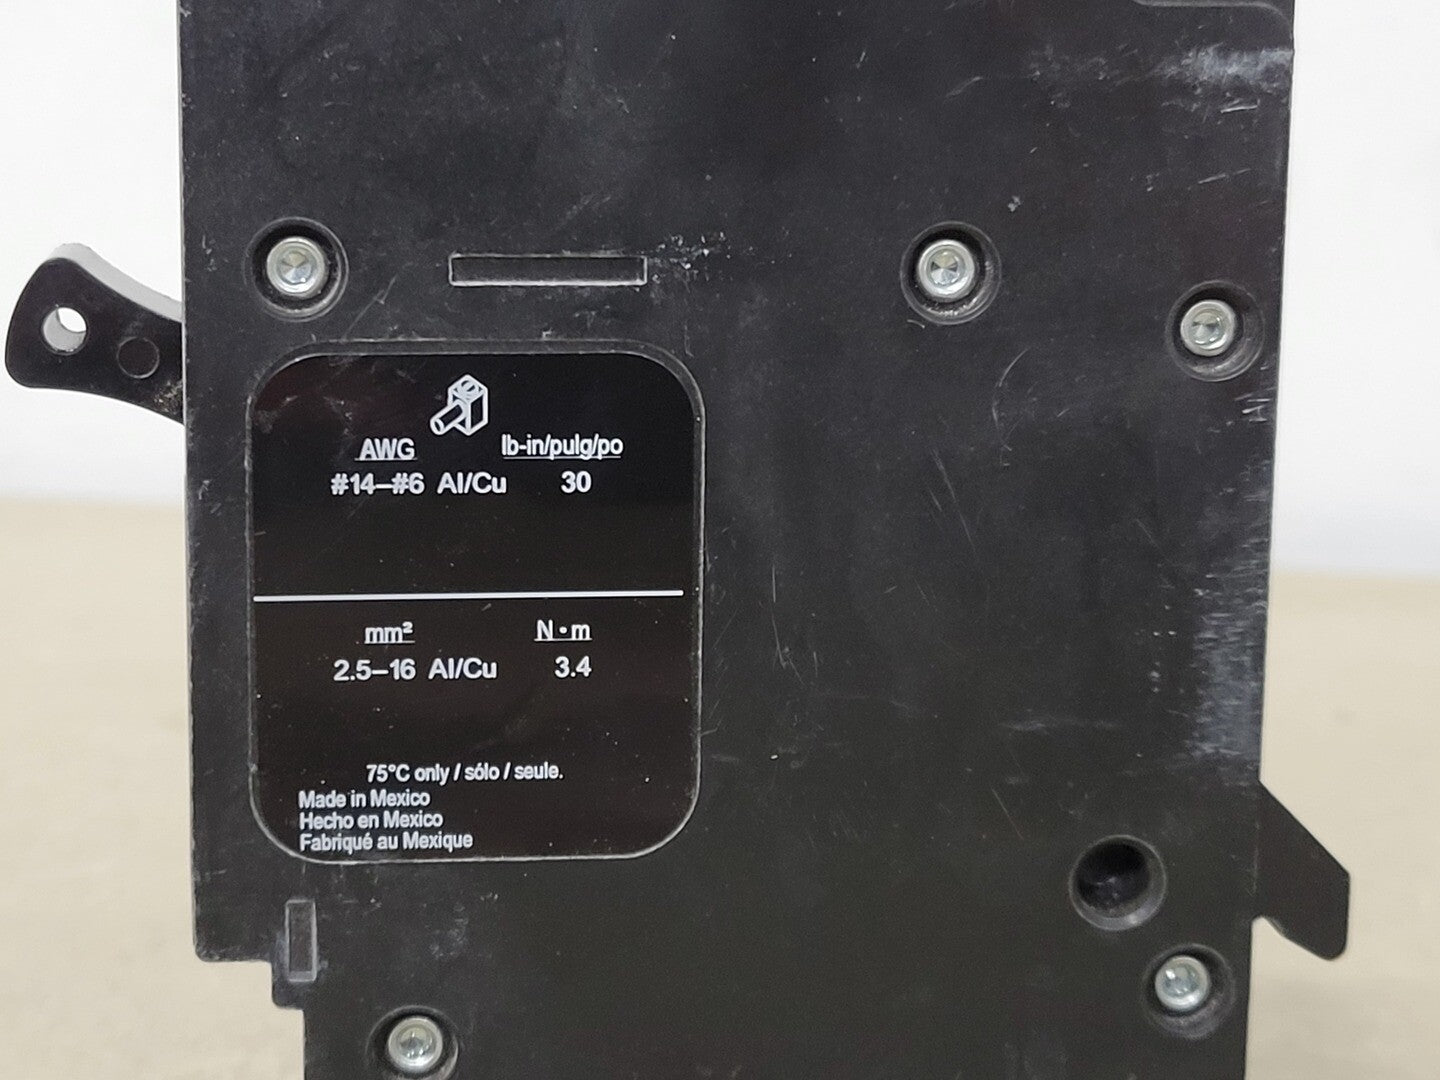 AWG lb-in/pulg/po
#14–#6 Al/Cu 30
mm² N·m
2.5–16 Al/Cu 3.4
75°C only / sólo / seule.
Made in Mexico
Hecho en Mexico
Fabriqué au Mexique